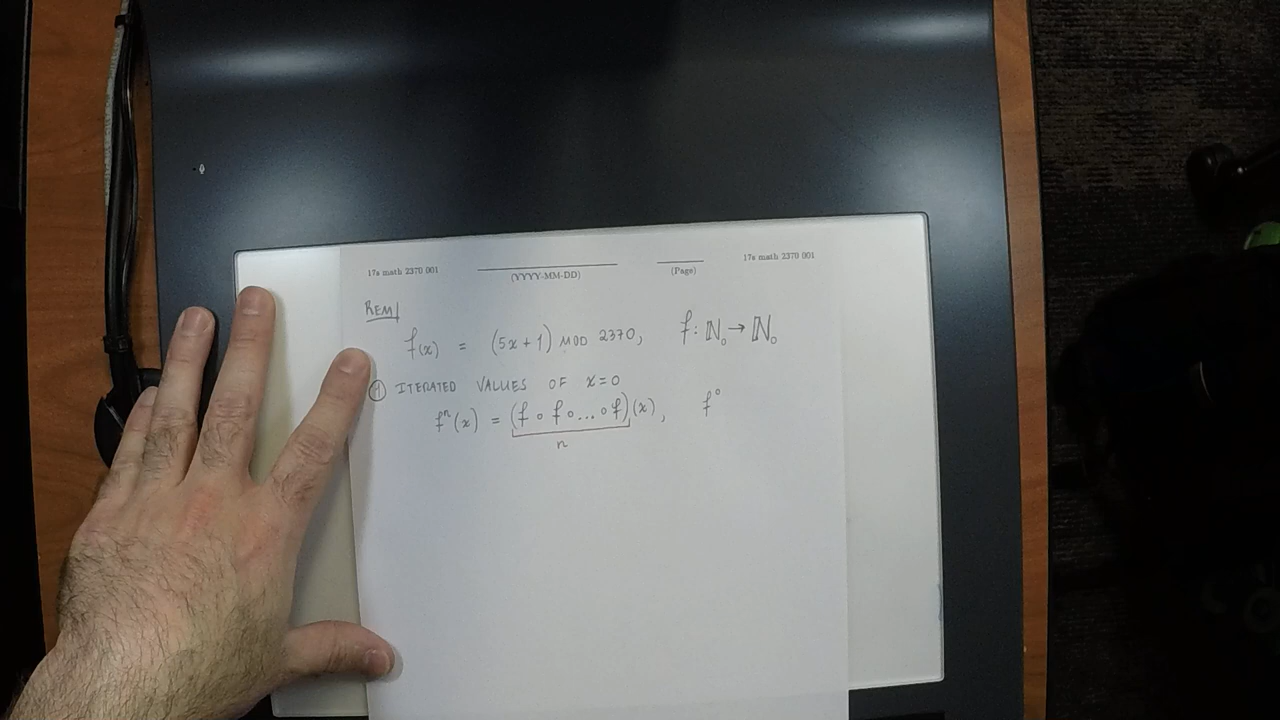 17s math 2370 001 (YYYY-MM-DD) (Page) 17s math 2370 001
REM
f(x) = (5x+1) MOD 2370, f: ℕ₀ → ℕ₀
① ITERATED VALUES OF x=0
fⁿ(x) = (f ∘ f ∘ ... ∘ f)(x), f⁰
n